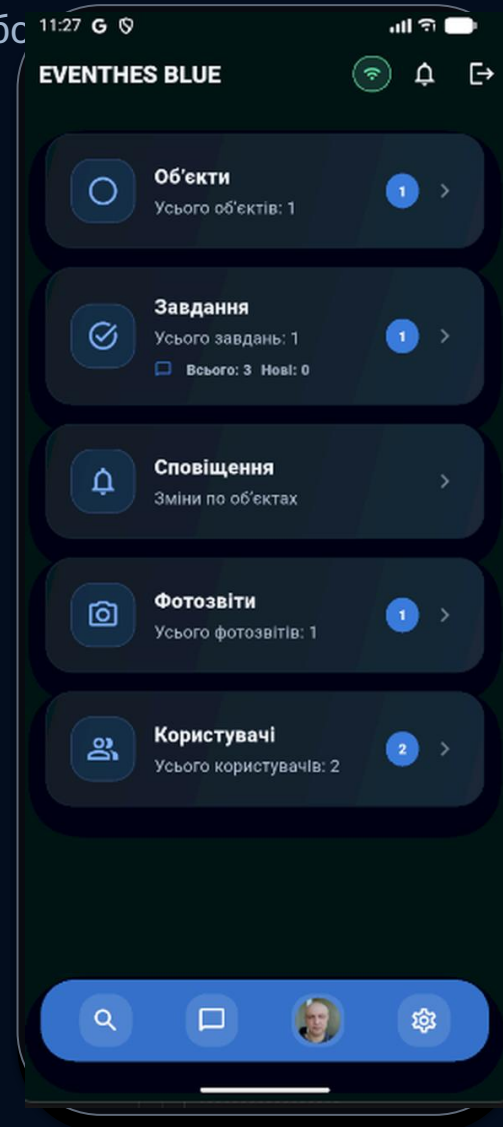 11:27 G
EVENTHES BLUE
Об'єкти
Усього об'єктів: 1
1
Завдання
Усього завдань: 1
1
Всього: 3 Нові: 0
Сповіщення
Зміни по об'єктах
Фотозвіти
Усього фотозвітів: 1
1
Користувачі
Усього користувачів: 2
2